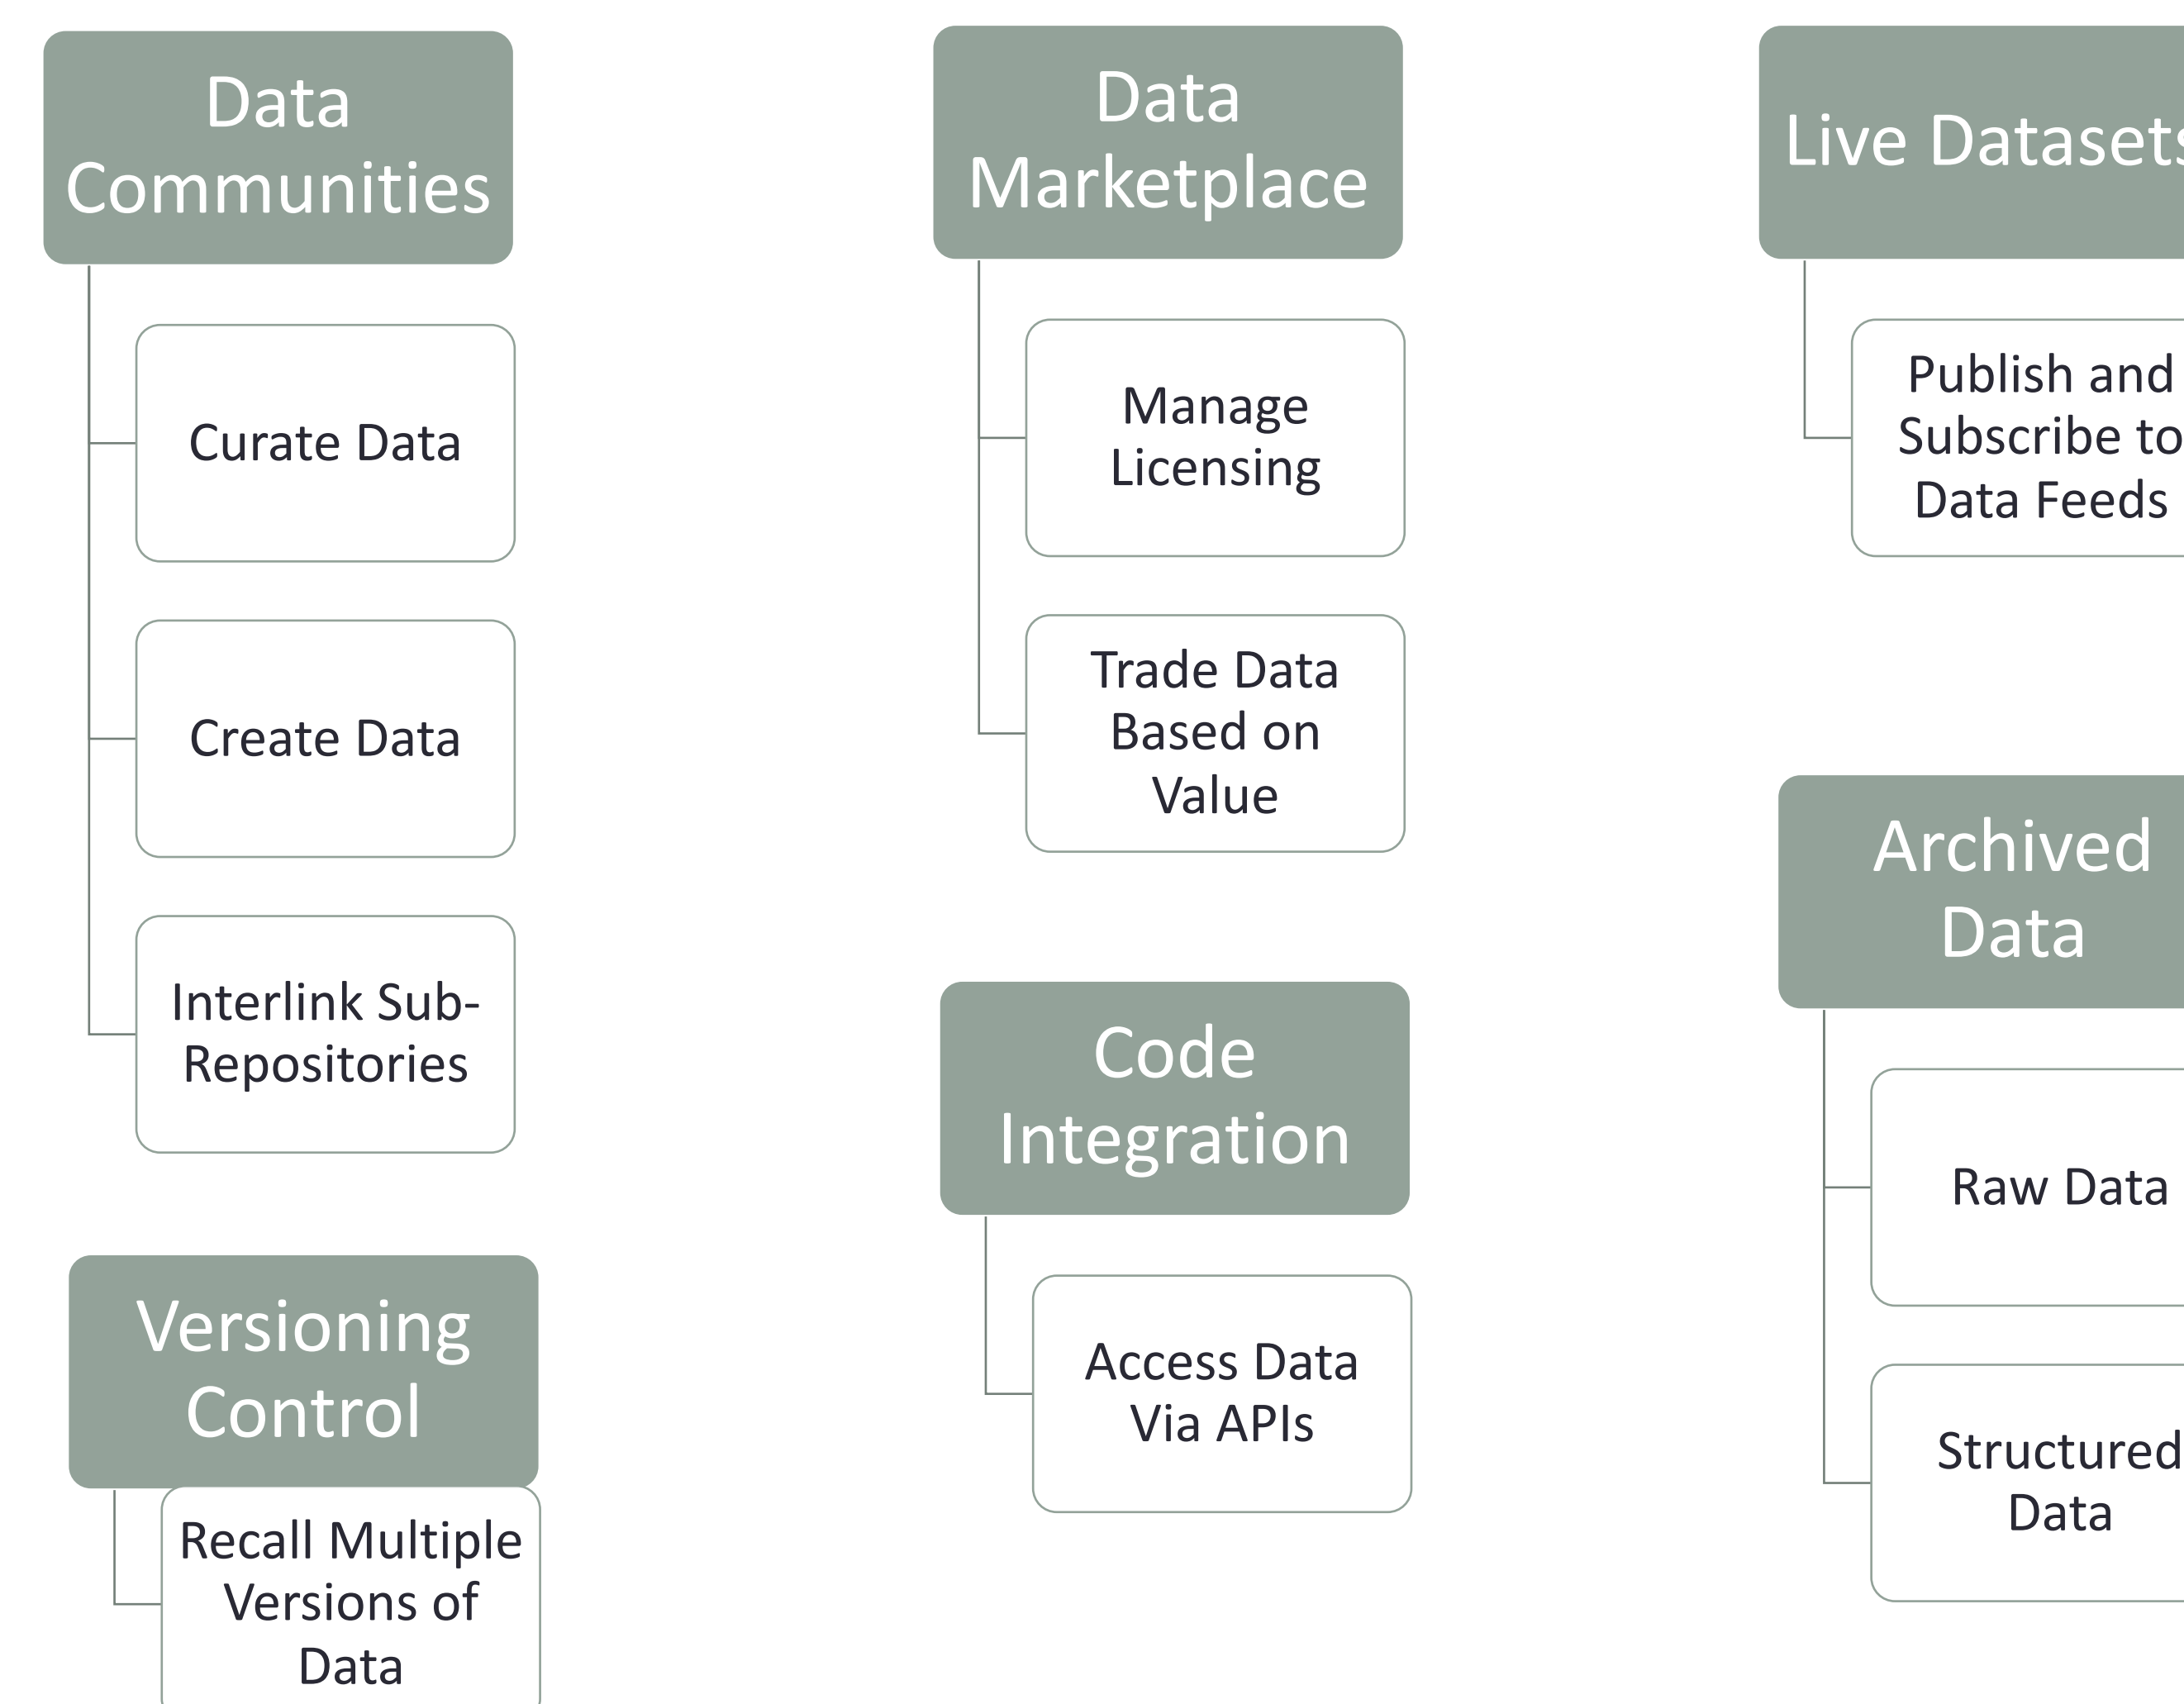 Data
Communities
Curate Data
Create Data
Interlink Sub-
Repositories
Versioning
Control
Recall Multiple
Versions of
Data
Data
Marketplace
Manage
Licensing
Trade Data
Based on
Value
Code
Integration
Access Data
Via APIs
Live Datasets
Publish and
Subscribe to
Data Feeds
Archived
Data
Raw Data
Structured
Data